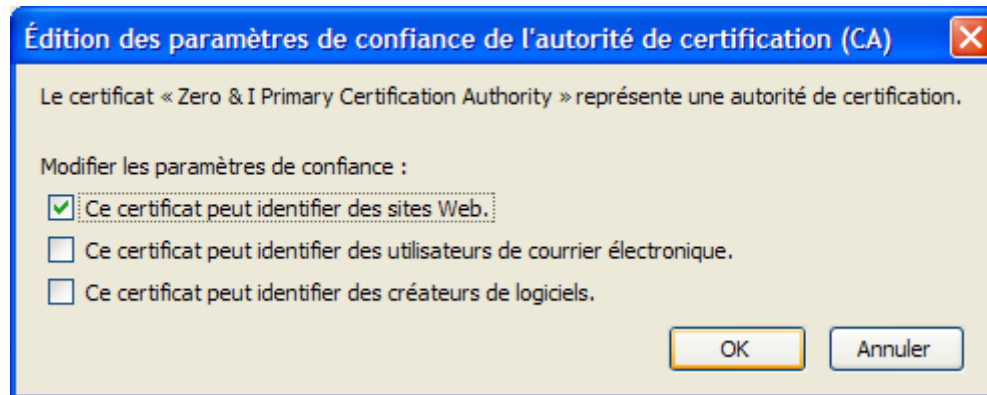 Édition des paramètres de confiance de l'autorité de certification (CA)
Le certificat « Zero & I Primary Certification Authority » représente une autorité de certification.
Modifier les paramètres de confiance :
Ce certificat peut identifier des sites Web.
Ce certificat peut identifier des utilisateurs de courrier électronique.
Ce certificat peut identifier des créateurs de logiciels.
OK Annuler